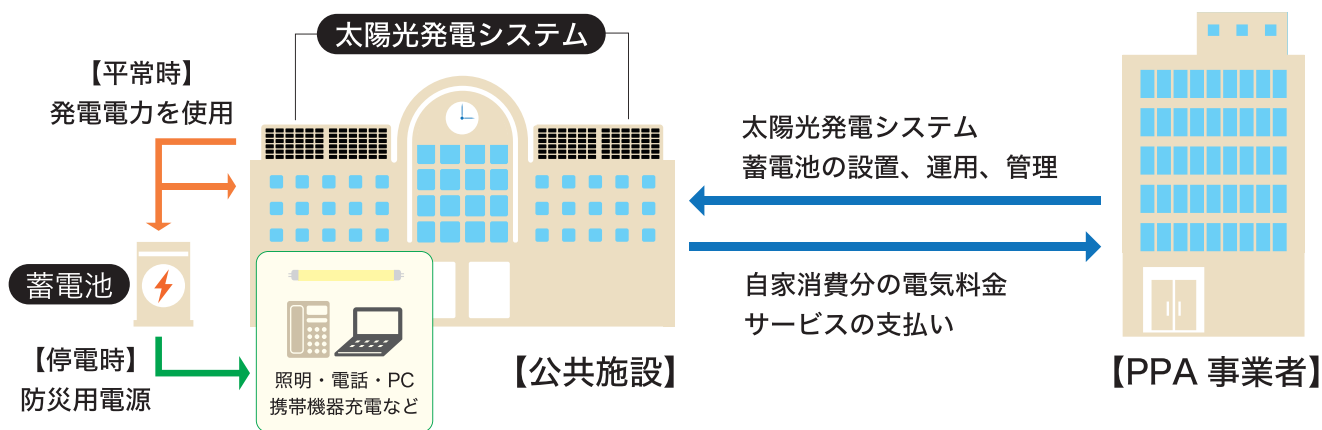 太陽光発電システム
【平常時】
発電電力を使用
太陽光発電システム
蓄電池の設置、運用、管理
蓄電池
自家消費分の電気料金
サービスの支払い
【停電時】
防災用電源
照明・電話・PC
携帯機器充電など
【公共施設】
【PPA 事業者】